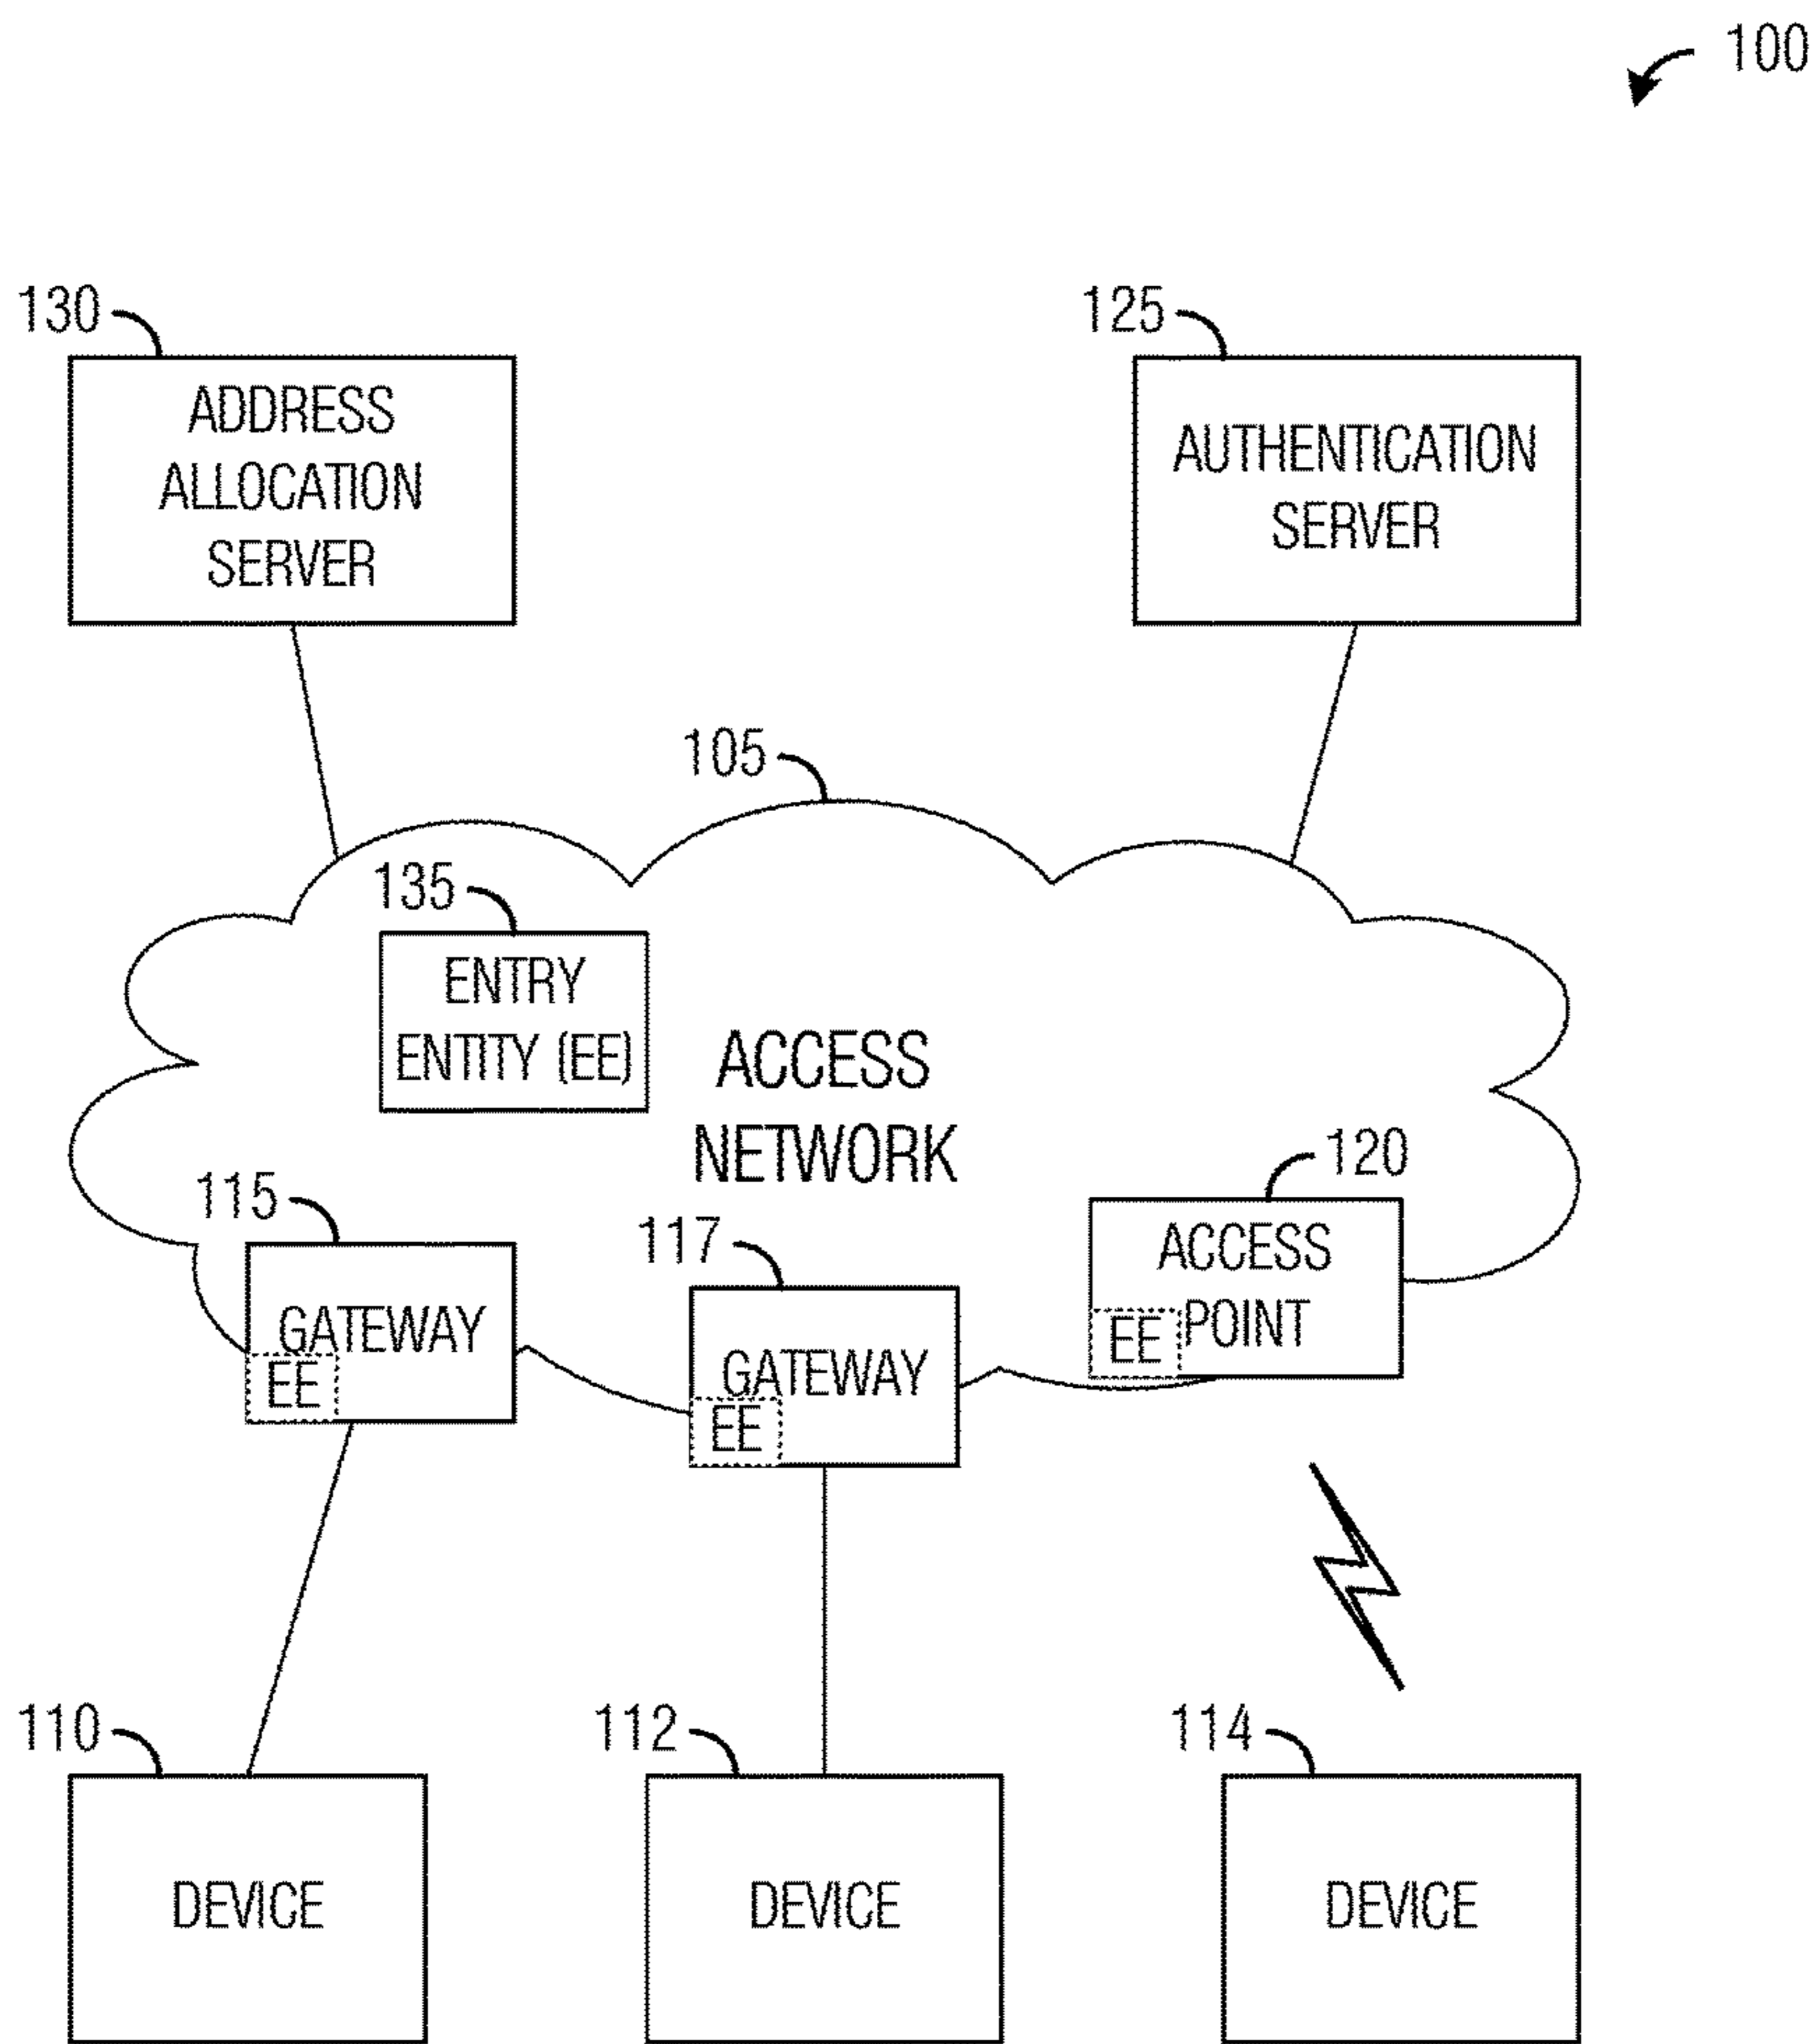 100
130
125
ADDRESS
ALLOCATION
SERVER
AUTHENTICATION
SERVER
105
135
ENTRY
ENTITY (EE)
ACCESS
NETWORK
115
117
120
GATEWAY
EE
GATEWAY
EE
ACCESS
POINT
EE
110
112
114
DEVICE
DEVICE
DEVICE